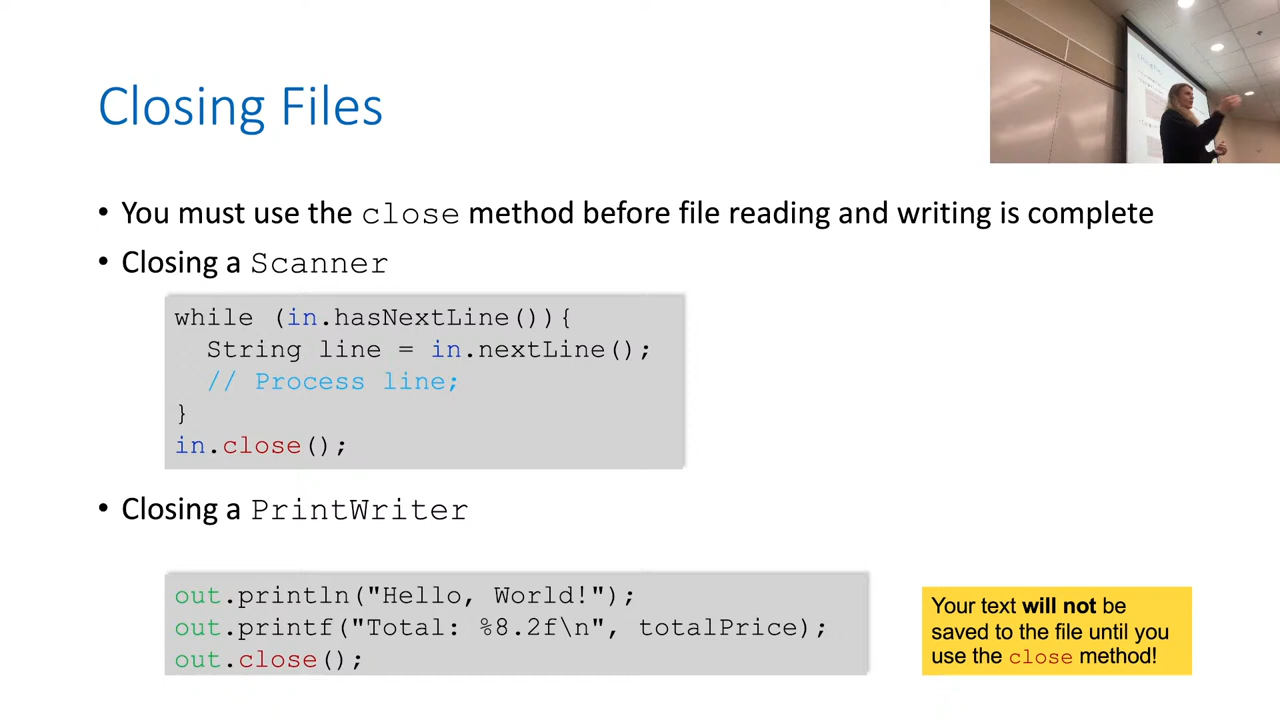 Closing Files
• You must use the close method before file reading and writing is complete
• Closing a Scanner
while (in.hasNextLine()){
  String line = in.nextLine();
  // Process line;
}
in.close();
• Closing a PrintWriter
out.println("Hello, World!");
out.printf("Total: %8.2f\n", totalPrice);
out.close();
Your text will not be
saved to the file until you
use the close method!